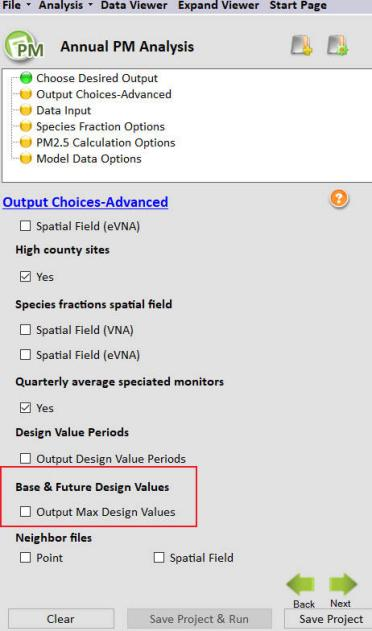 File Analysis Data Viewer Expand Viewer Start Page
PM Annual PM Analysis
Choose Desired Output
Output Choices-Advanced
Data Input
Species Fraction Options
PM2.5 Calculation Options
Model Data Options
Output Choices-Advanced ?
Spatial Field (eVNA)
High county sites
Yes
Species fractions spatial field
Spatial Field (VNA)
Spatial Field (eVNA)
Quarterly average speciated monitors
Yes
Design Value Periods
Output Design Value Periods
Base & Future Design Values
Output Max Design Values
Neighbor files
Point Spatial Field
Back Next
Clear Save Project & Run Save Project